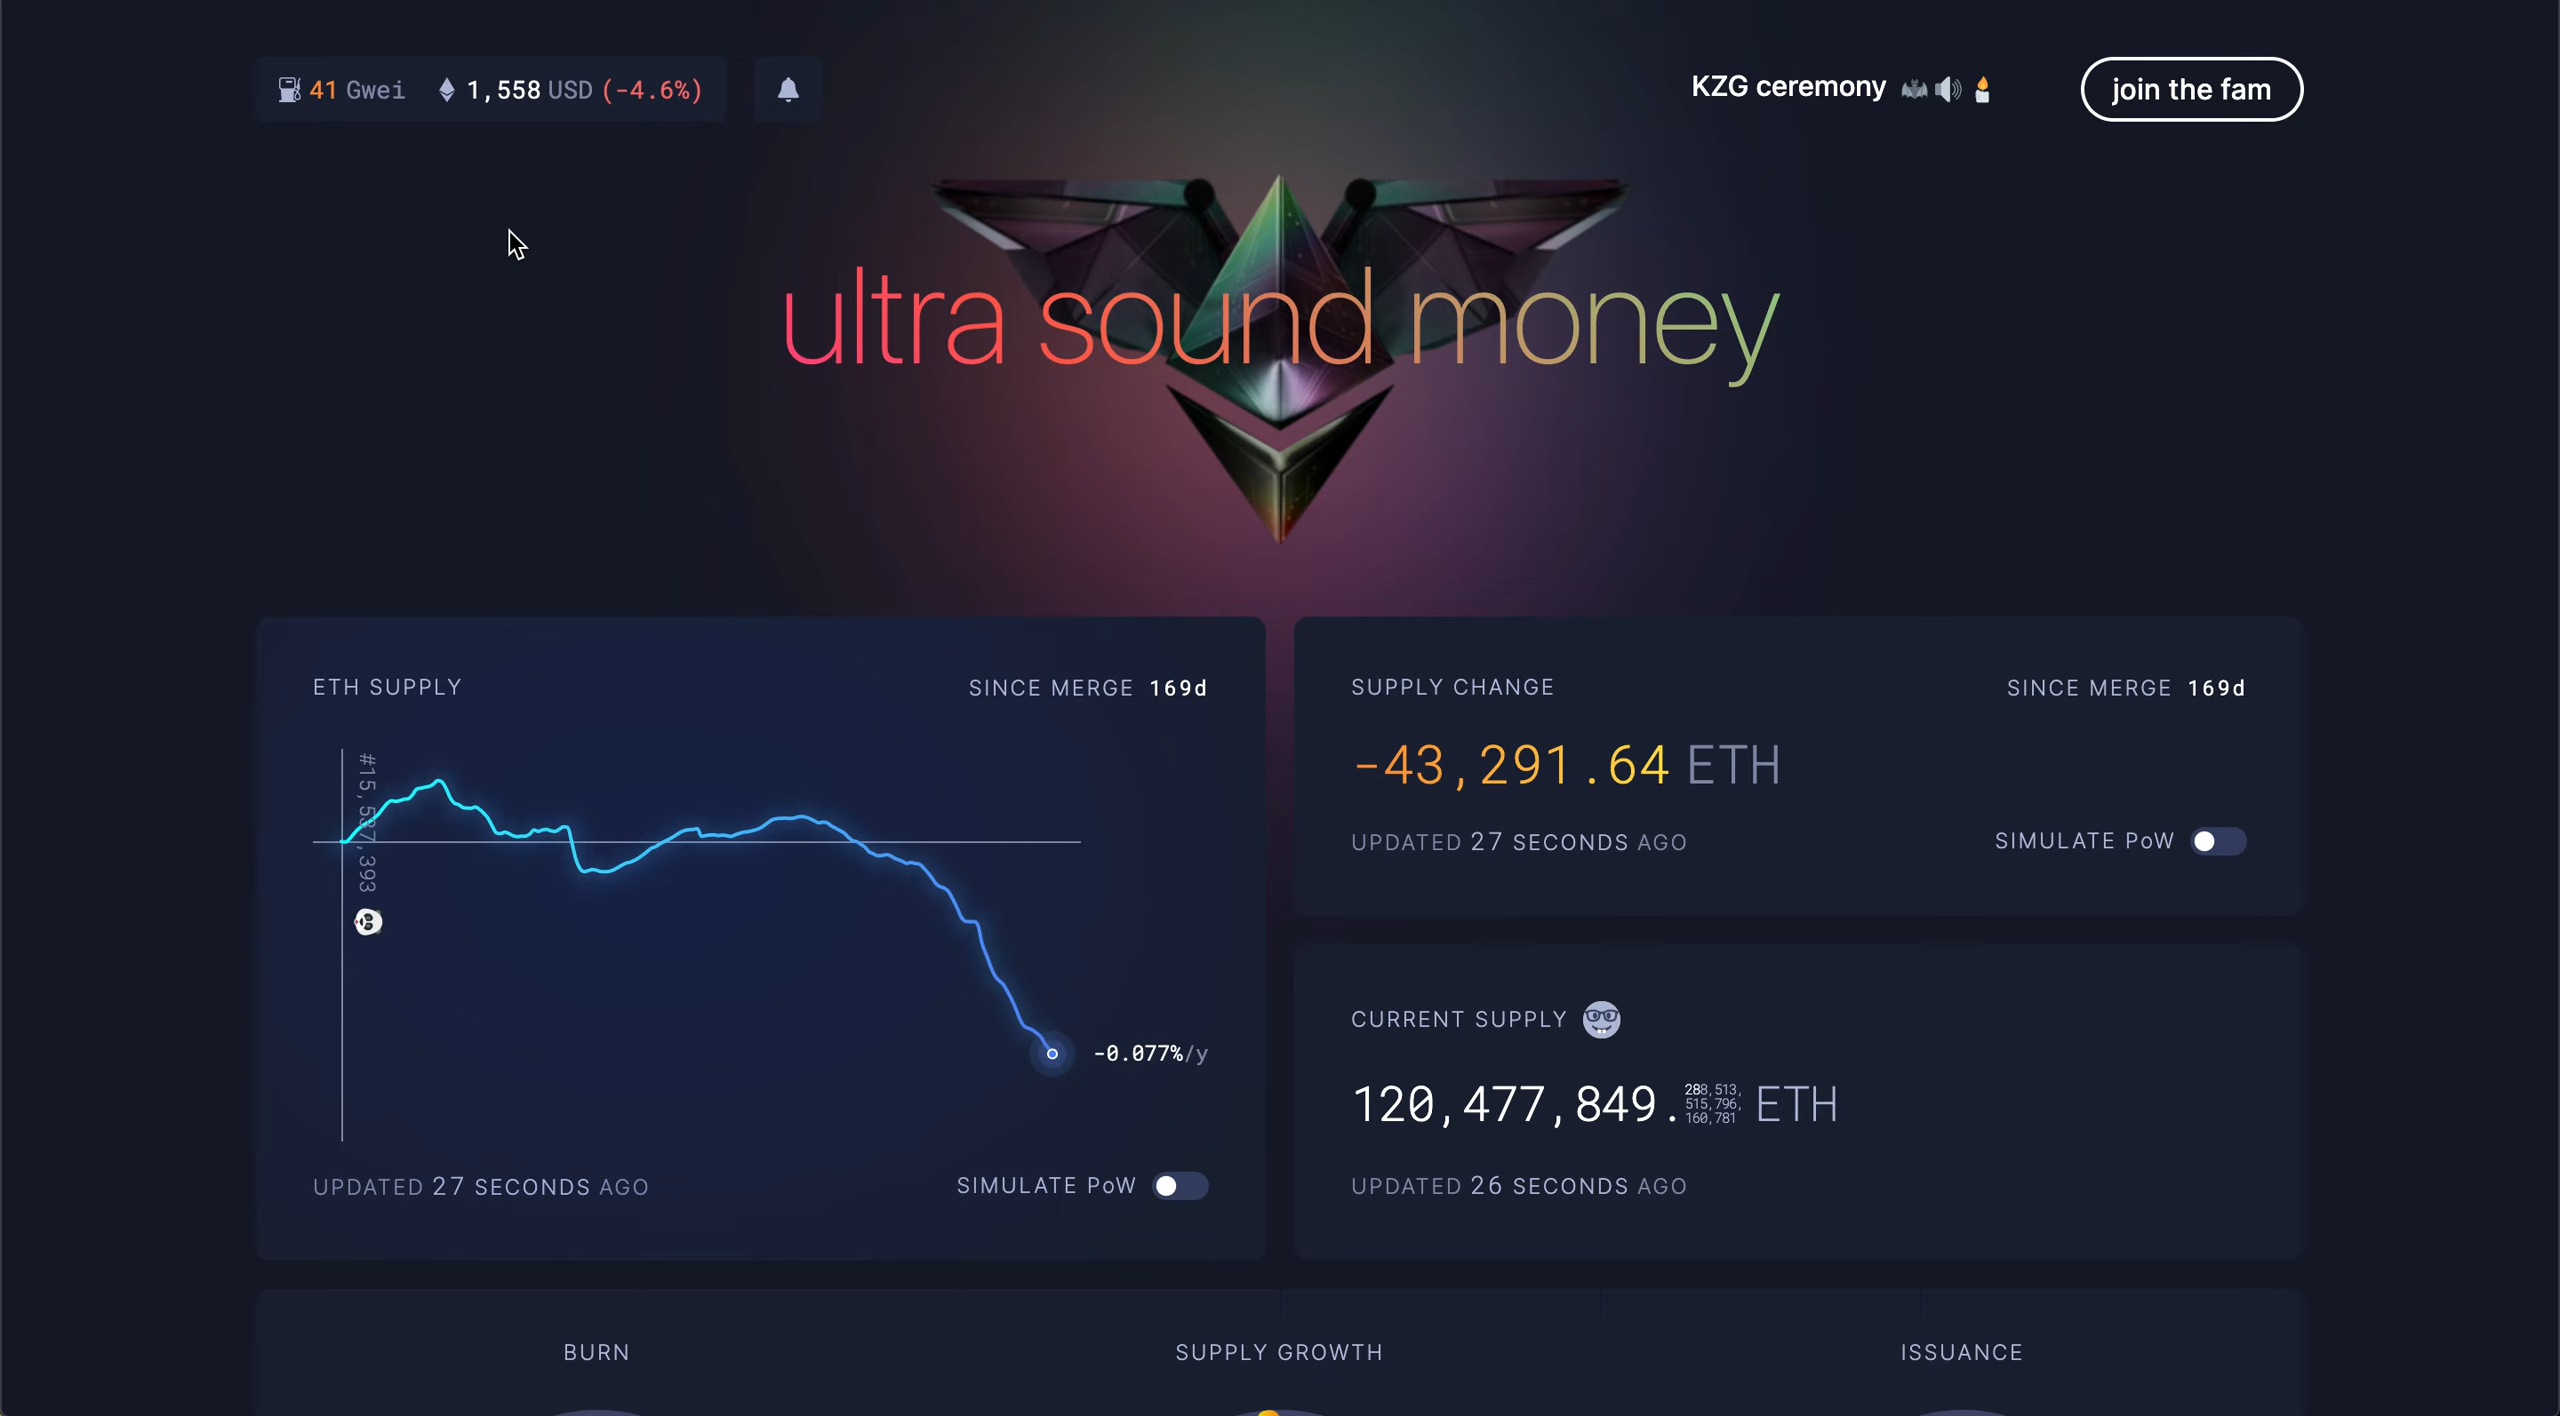 41 Gwei 1,558 USD (-4.6%)
KZG ceremony
join the fam
ultra sound money
ETH SUPPLY
SINCE MERGE 169d
#15,537,393
-0.077%/y
UPDATED 27 SECONDS AGO
SIMULATE PoW
SUPPLY CHANGE
SINCE MERGE 169d
-43,291.64 ETH
UPDATED 27 SECONDS AGO
SIMULATE PoW
CURRENT SUPPLY
120,477,849.288,513,
515,796,
160,781 ETH
UPDATED 26 SECONDS AGO
BURN
SUPPLY GROWTH
ISSUANCE